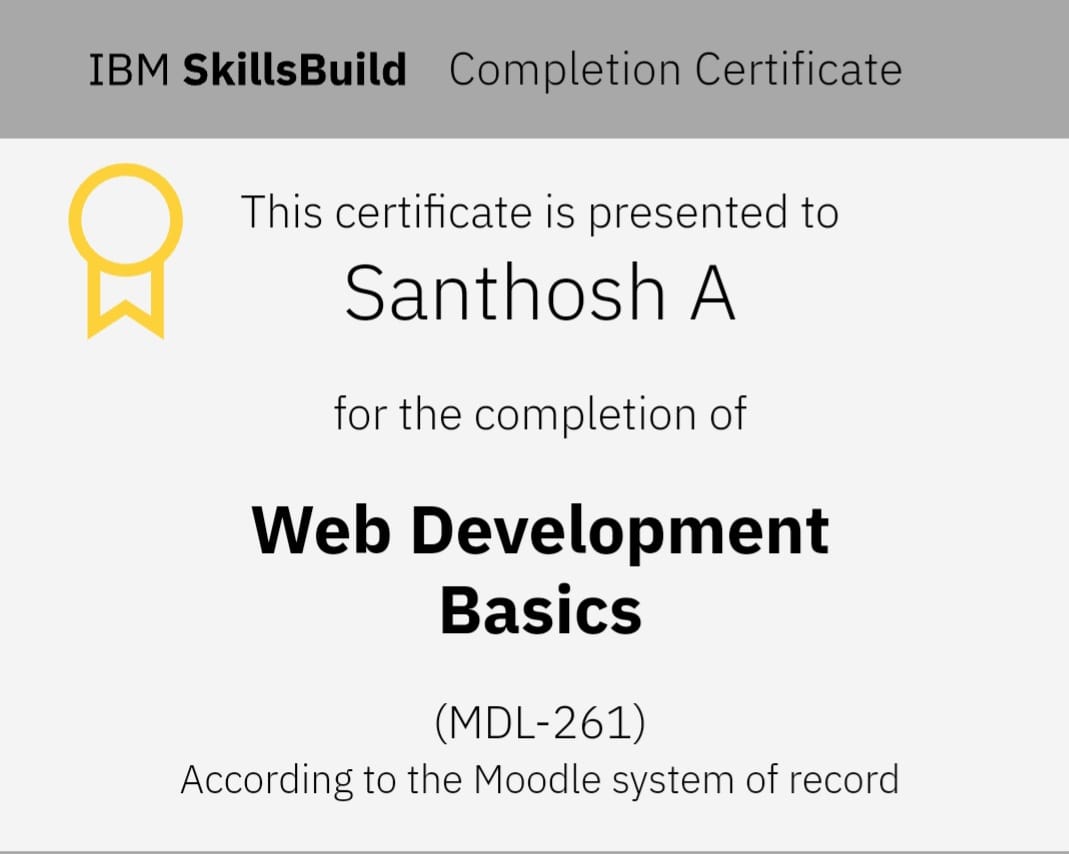 IBM SkillsBuild Completion Certificate
This certificate is presented to
Santhosh A
for the completion of
Web Development
Basics
(MDL-261)
According to the Moodle system of record